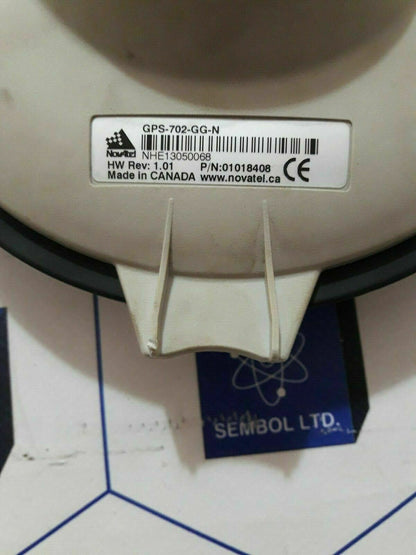 GPS-702-GG-N
NovAtel
NHE13050068
HW Rev: 1.01 P/N:01018408
Made in CANADA www.novatel.ca
CE
SEMBOL LTD.